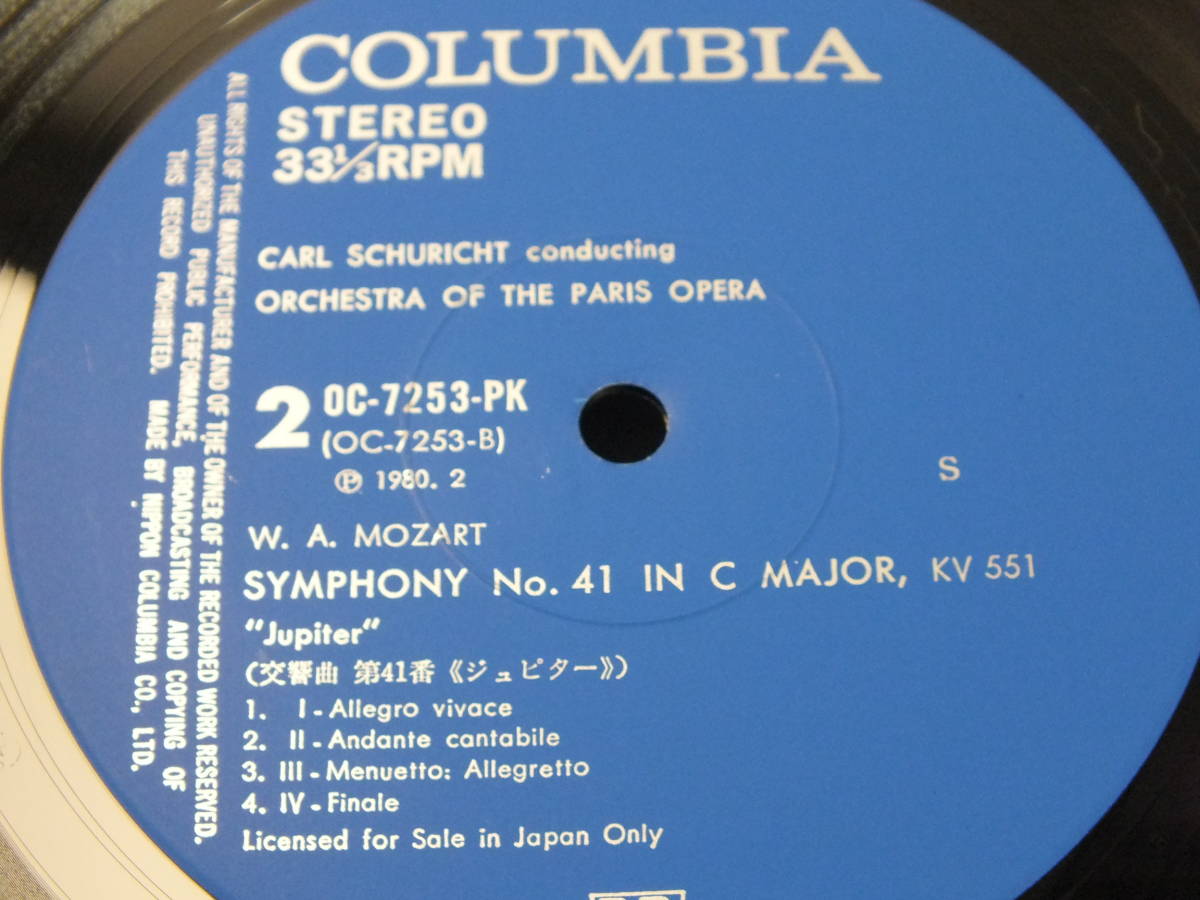 COLUMBIA
STEREO
33⅓RPM
CARL SCHURICHT conducting
ORCHESTRA OF THE PARIS OPERA
2 OC-7253-PK
(OC-7253-B)
Ⓟ 1980. 2
S
W. A. MOZART
SYMPHONY No. 41 IN C MAJOR, KV 551
"Jupiter"
(交響曲 第41番《ジュピター》)
1. I - Allegro vivace
2. II - Andante cantabile
3. III - Menuetto: Allegretto
4. IV - Finale
Licensed for Sale in Japan Only
ALL RIGHTS OF THE MANUFACTURER AND OF THE OWNER OF THE RECORDED WORK RESERVED.
UNAUTHORIZED PUBLIC PERFORMANCE, BROADCASTING AND COPYING OF
THIS RECORD PROHIBITED. MADE BY NIPPON COLUMBIA CO., LTD.